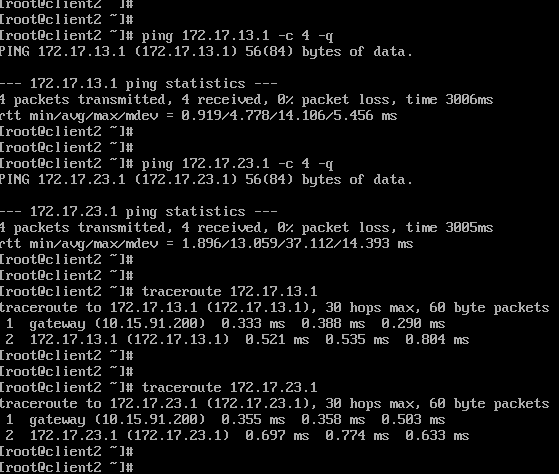 [root@client2 ~]#
[root@client2 ~]#
[root@client2 ~]# ping 172.17.13.1 -c 4 -q
PING 172.17.13.1 (172.17.13.1) 56(84) bytes of data.
--- 172.17.13.1 ping statistics ---
4 packets transmitted, 4 received, 0% packet loss, time 3006ms
rtt min/avg/max/mdev = 0.919/4.778/14.106/5.456 ms
[root@client2 ~]#
[root@client2 ~]#
[root@client2 ~]# ping 172.17.23.1 -c 4 -q
PING 172.17.23.1 (172.17.23.1) 56(84) bytes of data.
--- 172.17.23.1 ping statistics ---
4 packets transmitted, 4 received, 0% packet loss, time 3005ms
rtt min/avg/max/mdev = 1.896/13.059/37.112/14.393 ms
[root@client2 ~]#
[root@client2 ~]#
[root@client2 ~]# traceroute 172.17.13.1
traceroute to 172.17.13.1 (172.17.13.1), 30 hops max, 60 byte packets
1 gateway (10.15.91.200) 0.333 ms 0.388 ms 0.290 ms
2 172.17.13.1 (172.17.13.1) 0.521 ms 0.535 ms 0.804 ms
[root@client2 ~]#
[root@client2 ~]#
[root@client2 ~]# traceroute 172.17.23.1
traceroute to 172.17.23.1 (172.17.23.1), 30 hops max, 60 byte packets
1 gateway (10.15.91.200) 0.355 ms 0.358 ms 0.503 ms
2 172.17.23.1 (172.17.23.1) 0.697 ms 0.774 ms 0.633 ms
[root@client2 ~]#
[root@client2 ~]#